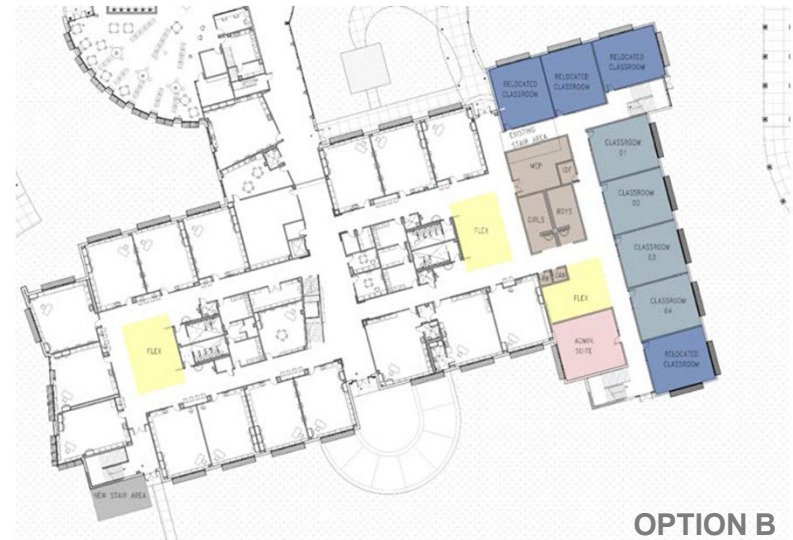 RELOCATED
CLASSROOM
RELOCATED
CLASSROOM
RELOCATED
CLASSROOM
EXISTING
STAIR AREA
CLASSROOM
01
MEP
IDF
CLASSROOM
02
GIRLS
BOYS
FLEX
CLASSROOM
03
FLEX
CLASSROOM
04
ADMIN
SUITE
FLEX
RELOCATED
CLASSROOM
NEW STAIR AREA
OPTION B